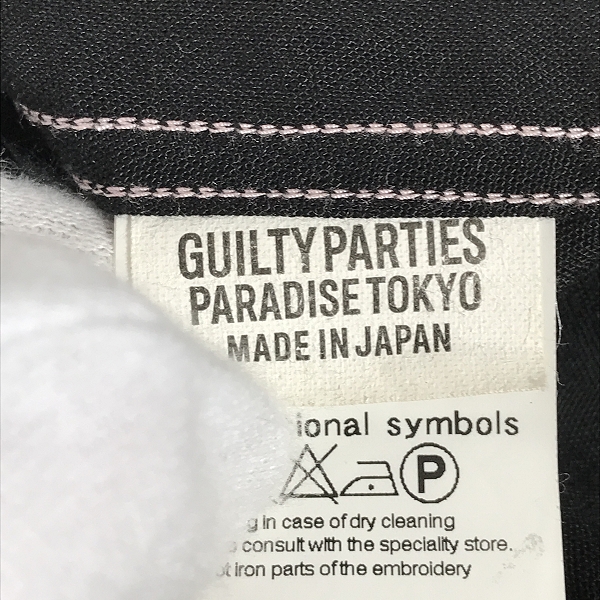 GUILTY PARTIES
PARADISE TOKYO
MADE IN JAPAN
symbols
P
in case of dry cleaning
consult with the speciality store.
iron parts of the embroidery